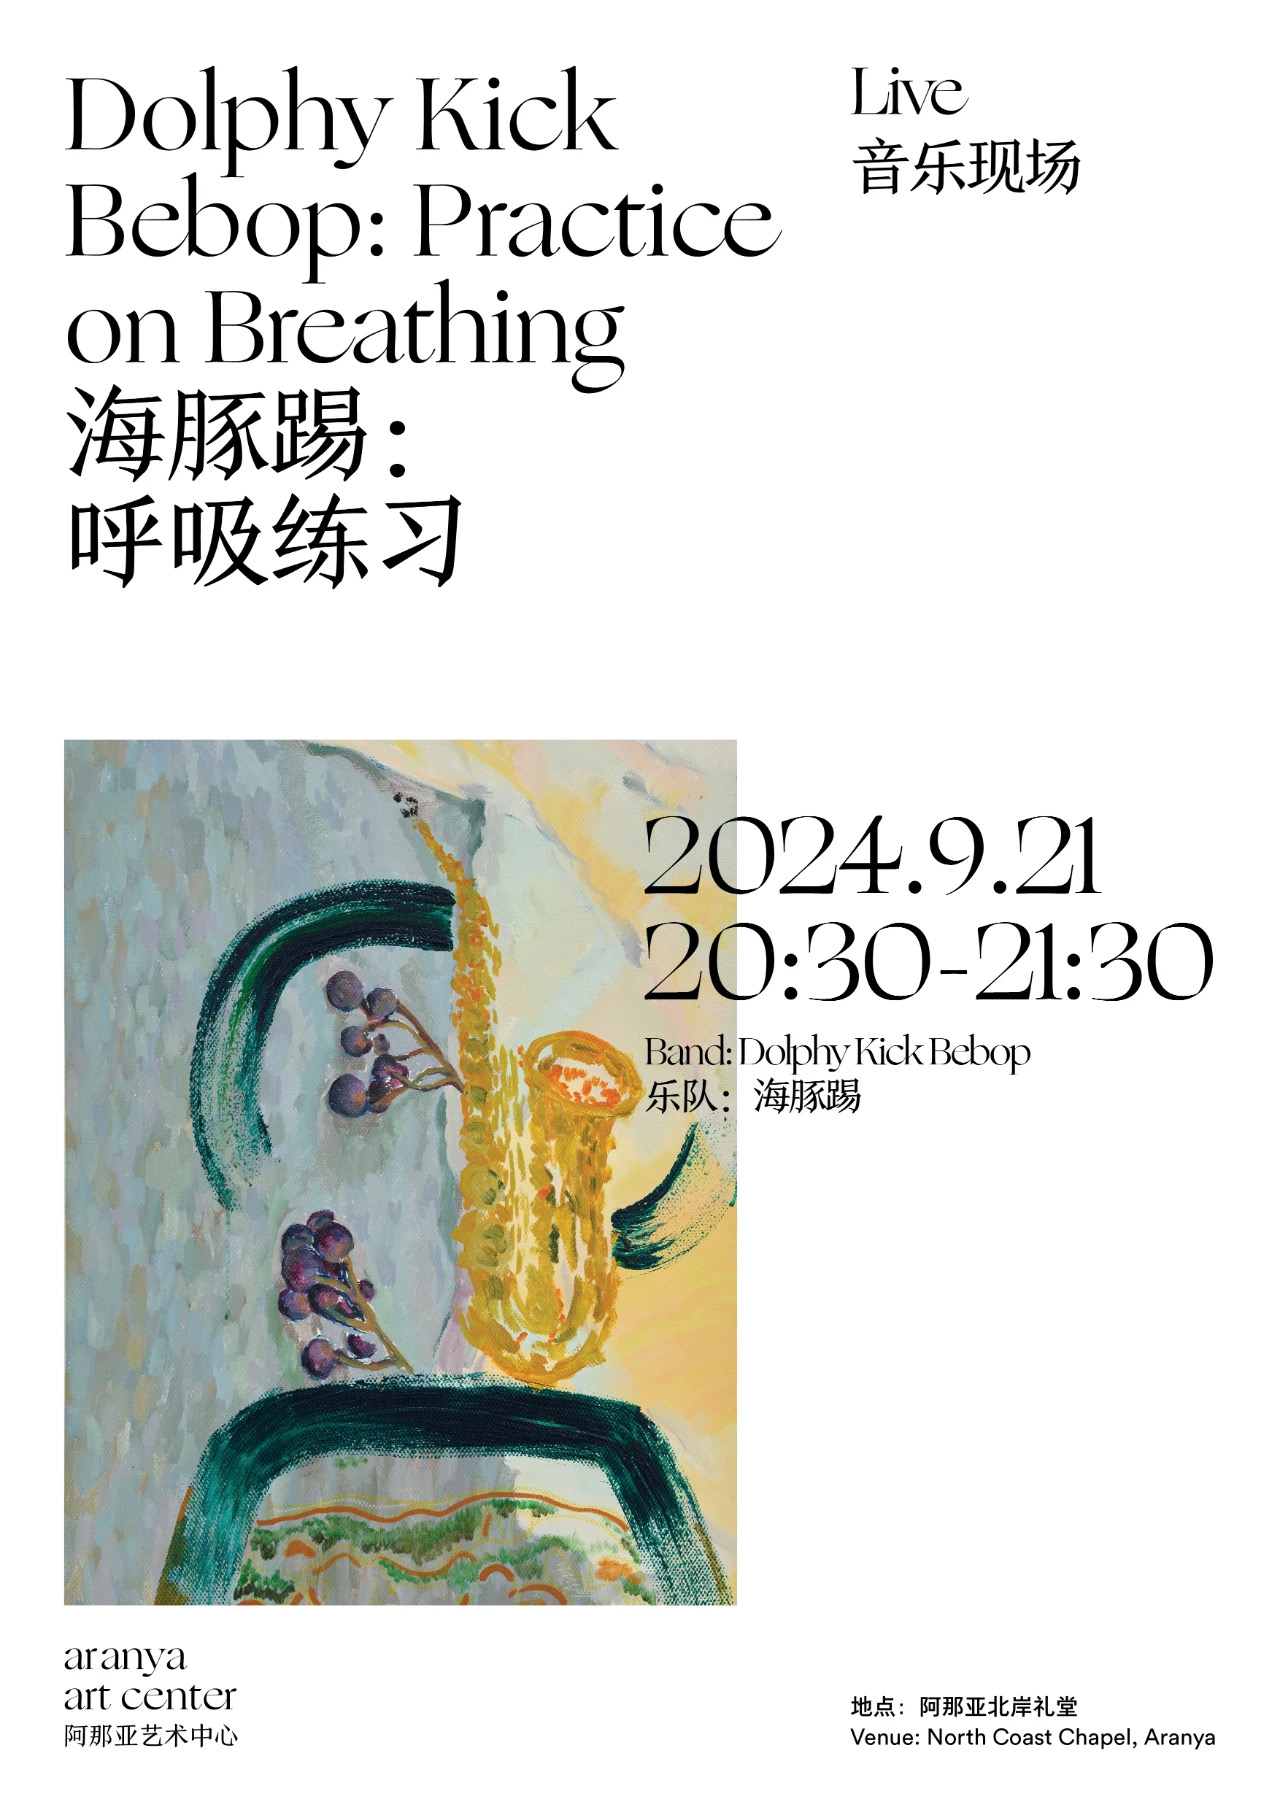 Dolphy Kick
Bebop: Practice
on Breathing
海豚踢：
呼吸练习
Live
音乐现场
2024.9.21
20:30-21:30
Band: Dolphy Kick Bebop
乐队：海豚踢
aranya
art center
阿那亚艺术中心
地点：阿那亚北岸礼堂
Venue: North Coast Chapel, Aranya